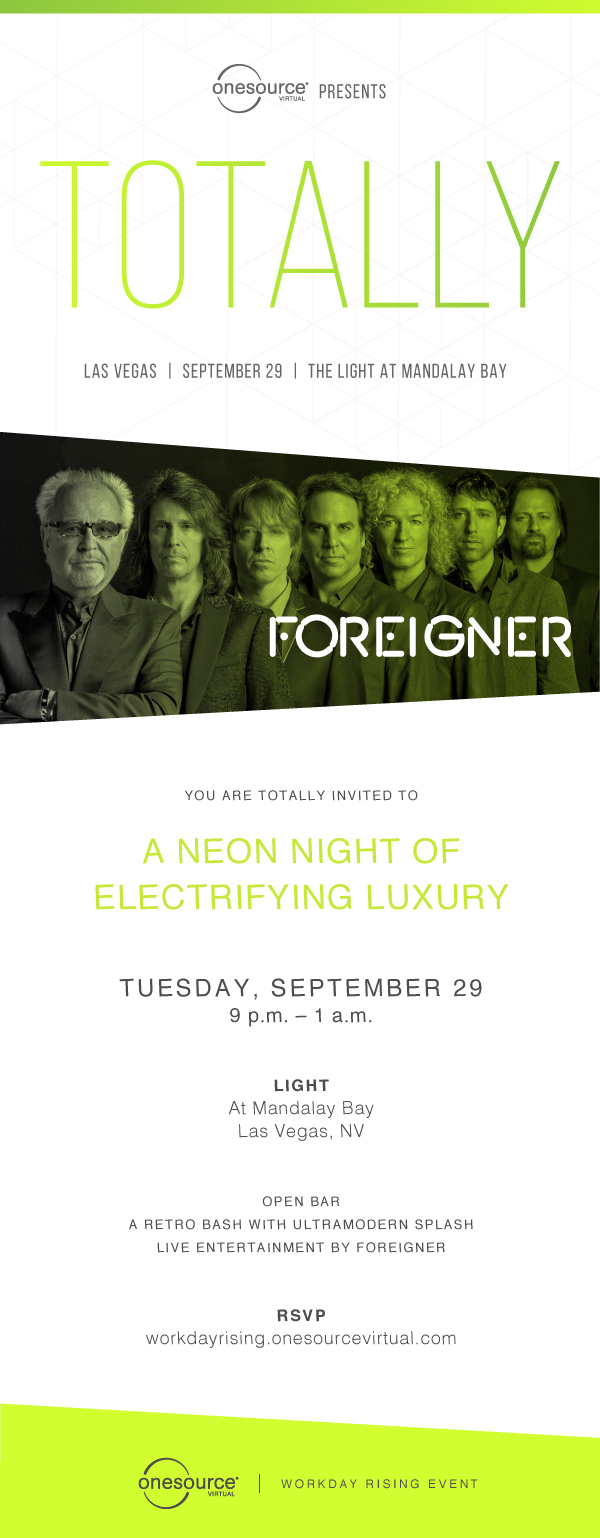 onesource® PRESENTS
VIRTUAL
TOTALLY
LAS VEGAS | SEPTEMBER 29 | THE LIGHT AT MANDALAY BAY
FOREIGNER
YOU ARE TOTALLY INVITED TO
A NEON NIGHT OF
ELECTRIFYING LUXURY
TUESDAY, SEPTEMBER 29
9 p.m. – 1 a.m.
LIGHT
At Mandalay Bay
Las Vegas, NV
OPEN BAR
A RETRO BASH WITH ULTRAMODERN SPLASH
LIVE ENTERTAINMENT BY FOREIGNER
RSVP
workdayrising.onesourcevirtual.com
onesource® | WORKDAY RISING EVENT
VIRTUAL